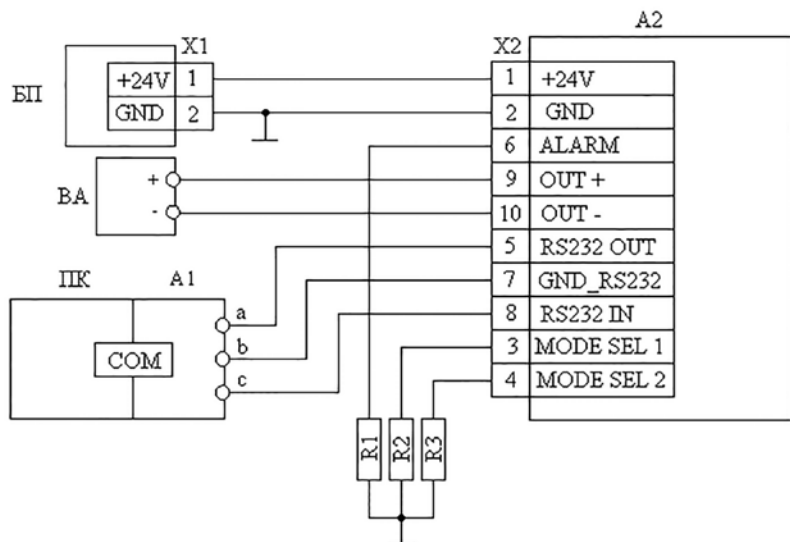 A2
X1
X2
БП
+24V 1
GND 2
1 +24V
2 GND
6 ALARM
9 OUT +
10 OUT -
5 RS232 OUT
7 GND_RS232
8 RS232 IN
3 MODE SEL 1
4 MODE SEL 2
ВА
+
-
ПК
А1
COM
a
b
c
R1
R2
R3